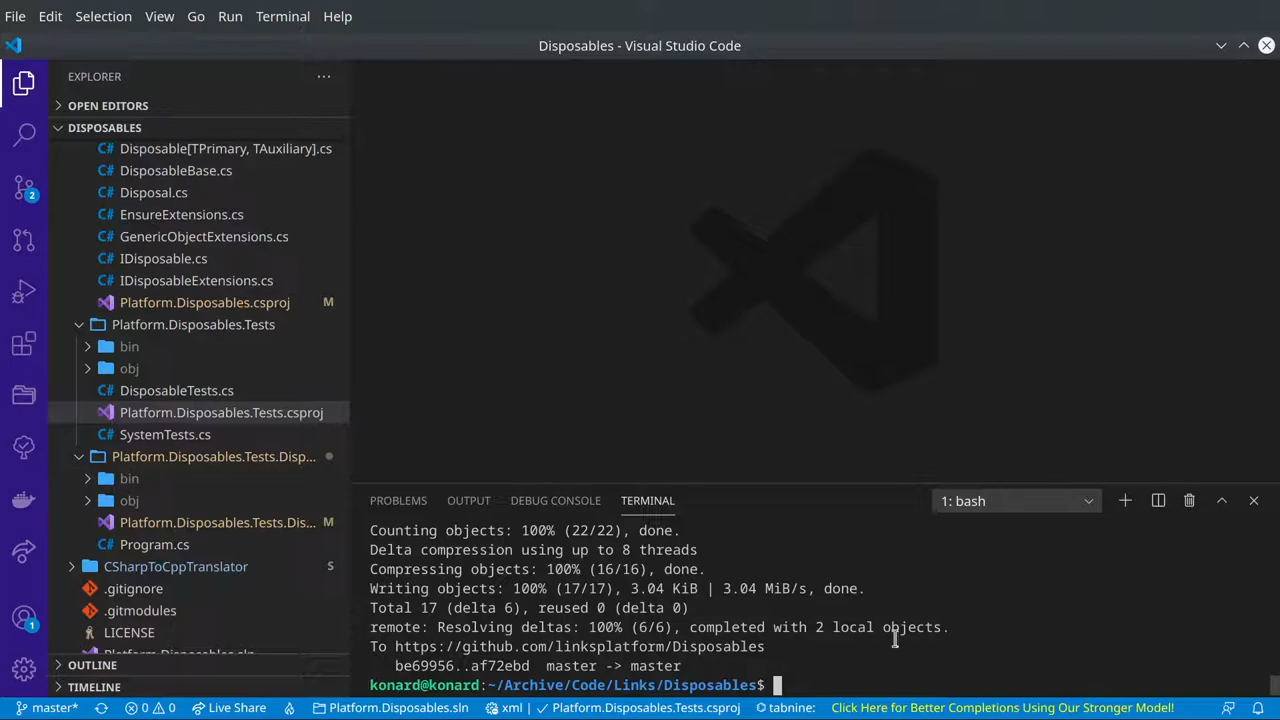 File Edit Selection View Go Run Terminal Help
Disposables - Visual Studio Code
EXPLORER ...
OPEN EDITORS
DISPOSABLES
C# Disposable[TPrimary, TAuxiliary].cs
C# DisposableBase.cs
C# Disposal.cs
C# EnsureExtensions.cs
C# GenericObjectExtensions.cs
C# IDisposable.cs
C# IDisposableExtensions.cs
Platform.Disposables.csproj M
Platform.Disposables.Tests
bin
obj
C# DisposableTests.cs
Platform.Disposables.Tests.csproj
C# SystemTests.cs
Platform.Disposables.Tests.Disp...
bin
obj
Platform.Disposables.Tests.Dis... M
C# Program.cs
CSharpToCppTranslator S
.gitignore
.gitmodules
LICENSE
OUTLINE
TIMELINE
2
1
PROBLEMS OUTPUT DEBUG CONSOLE TERMINAL 1: bash
Counting objects: 100% (22/22), done.
Delta compression using up to 8 threads
Compressing objects: 100% (16/16), done.
Writing objects: 100% (17/17), 3.04 KiB | 3.04 MiB/s, done.
Total 17 (delta 6), reused 0 (delta 0)
remote: Resolving deltas: 100% (6/6), completed with 2 local objects.
To https://github.com/linksplatform/Disposables
be69956..af72ebd master -> master
konard@konard:~/Archive/Code/Links/Disposables$
master* 0 0 Live Share Platform.Disposables.sln xml Platform.Disposables.Tests.csproj tabnine: Click Here for Better Completions Using Our Stronger Model!